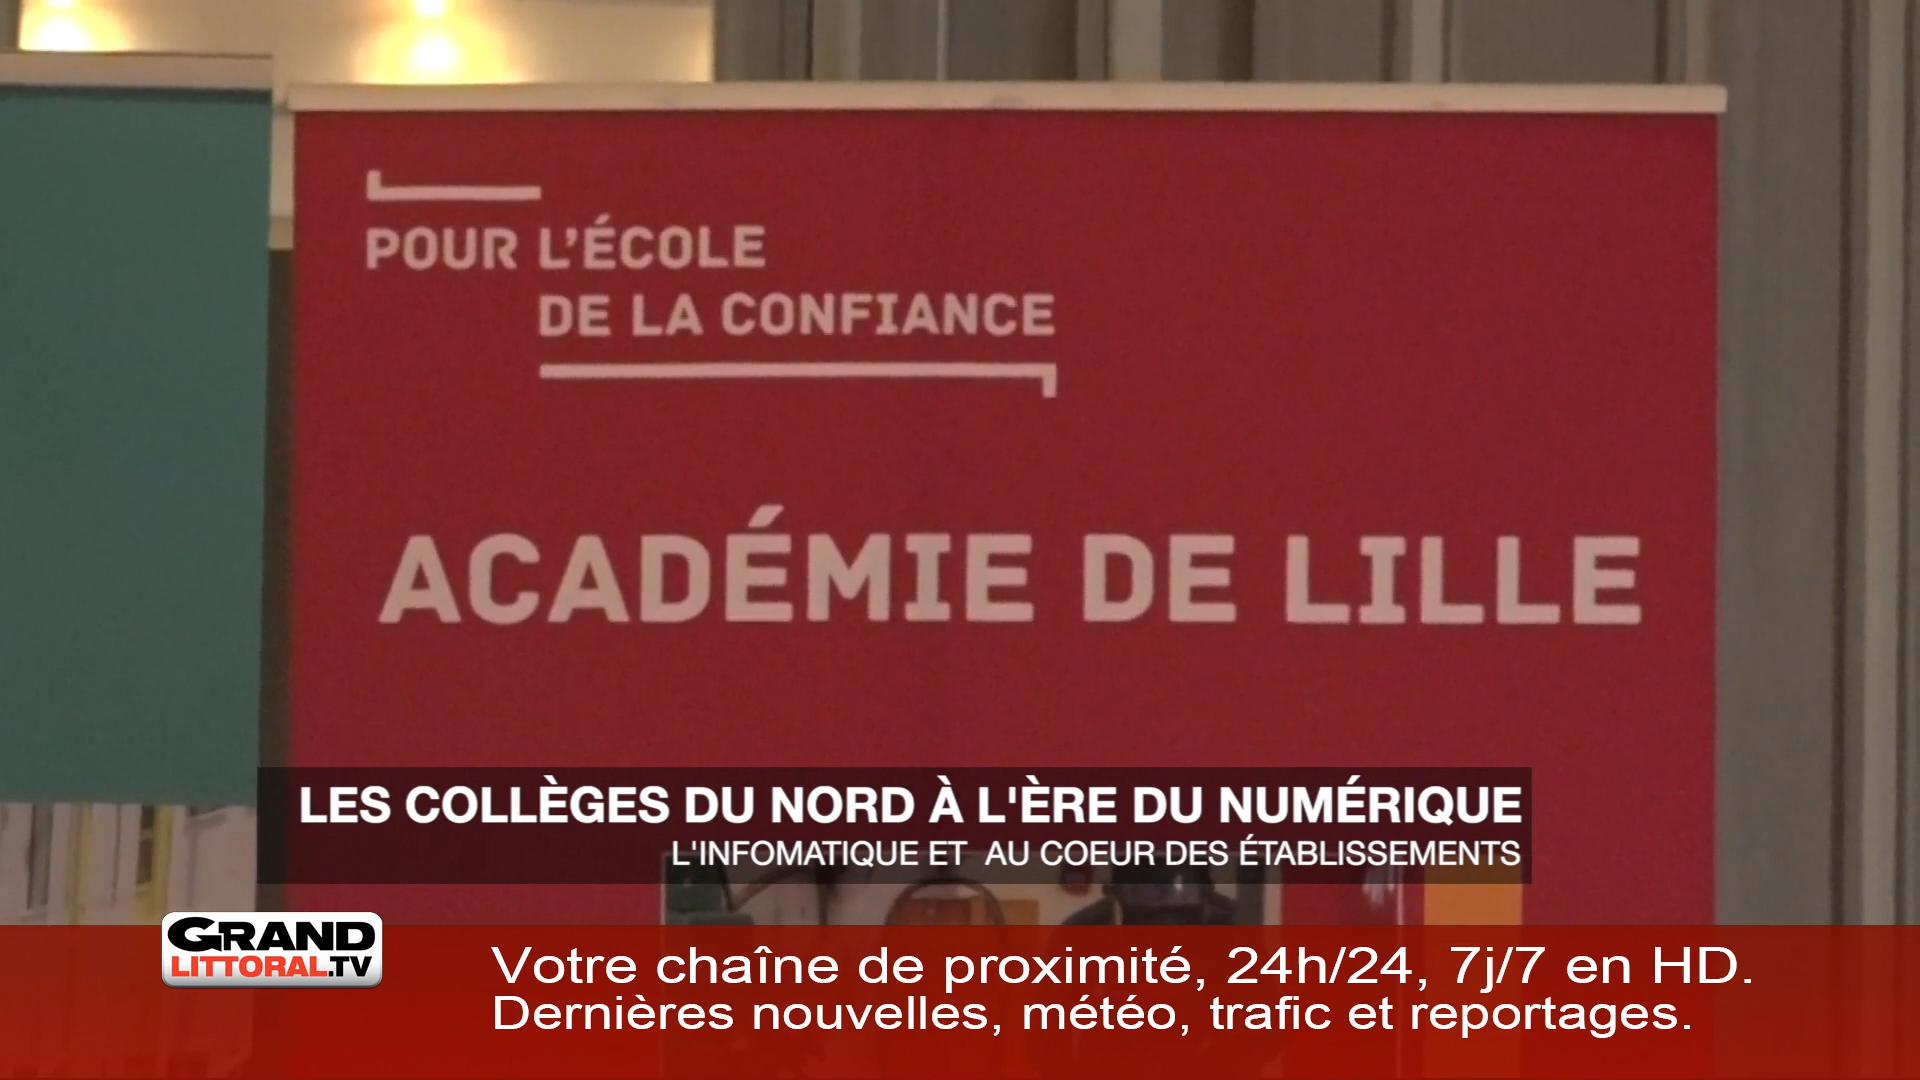 POUR L'ÉCOLE
DE LA CONFIANCE
ACADÉMIE DE LILLE
LES COLLÈGES DU NORD À L'ÈRE DU NUMÉRIQUE
L'INFOMATIQUE ET  AU COEUR DES ÉTABLISSEMENTS
GRAND
LITTORAL.TV
Votre chaîne de proximité, 24h/24, 7j/7 en HD.
Dernières nouvelles, météo, trafic et reportages.